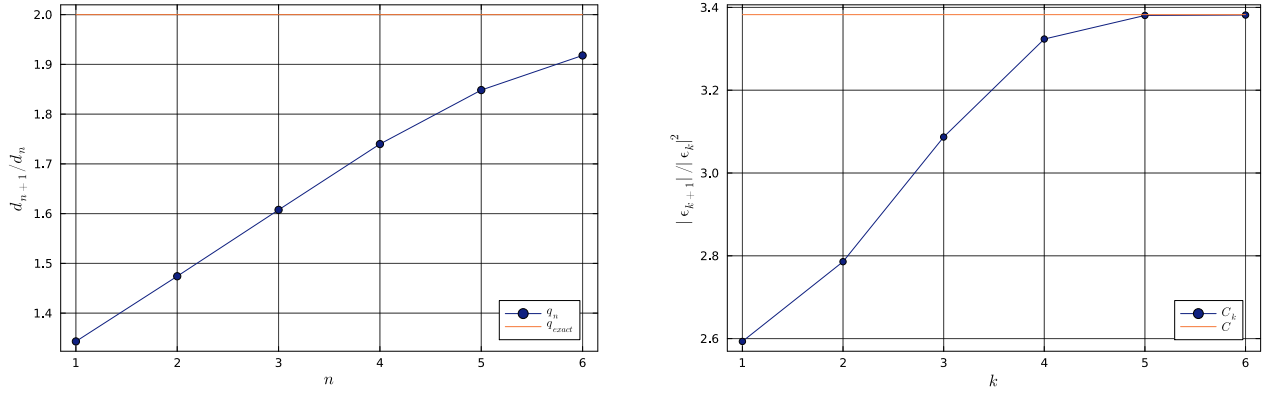 2.0
1.9
1.8
1.7
1.6
1.5
1.4
d_{n+1}/d_n
1 2 3 4 5 6
n
q_n
q_{exact}
3.4
3.2
3.0
2.8
2.6
|ϵ_{k+1}|/|ϵ_k|^2
1 2 3 4 5 6
k
C_k
C